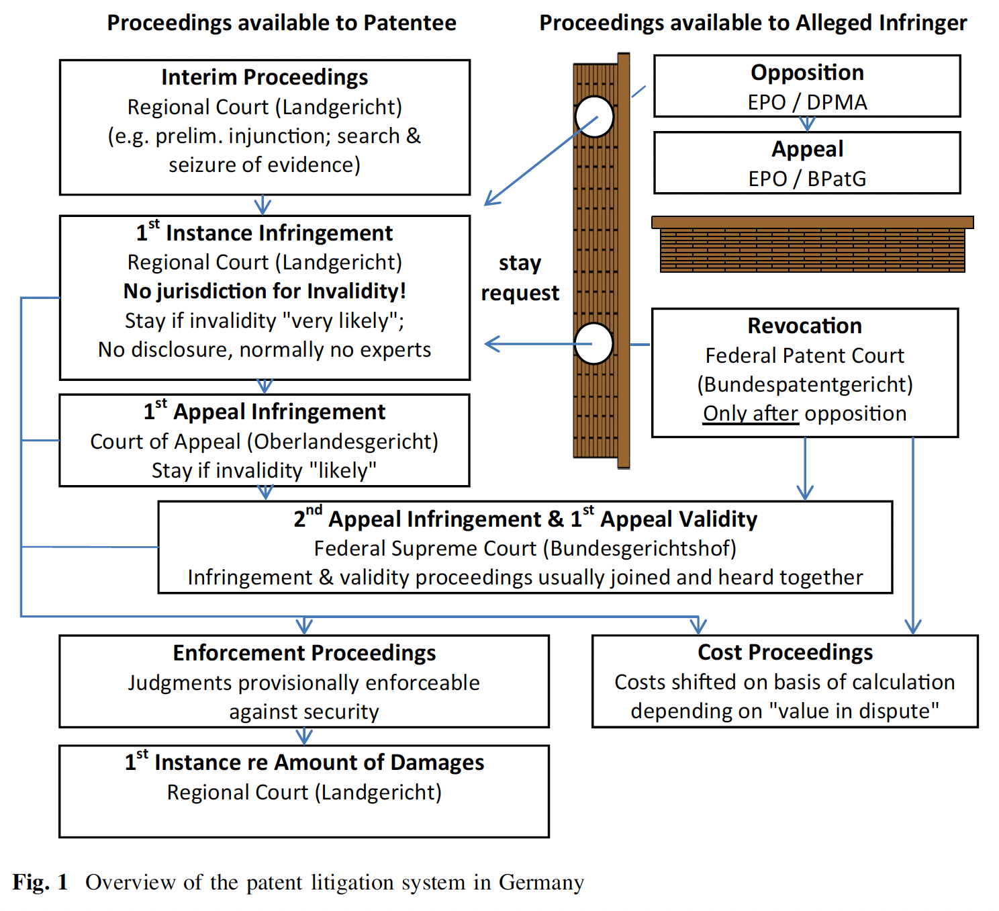 Proceedings available to Patentee
Proceedings available to Alleged Infringer
Interim Proceedings
Regional Court (Landgericht)
(e.g. prelim. injunction; search &
seizure of evidence)
1st Instance Infringement
Regional Court (Landgericht)
No jurisdiction for Invalidity!
Stay if invalidity "very likely";
No disclosure, normally no experts
1st Appeal Infringement
Court of Appeal (Oberlandesgericht)
Stay if invalidity "likely"
stay
request
Opposition
EPO / DPMA
Appeal
EPO / BPatG
Revocation
Federal Patent Court
(Bundespatentgericht)
Only after opposition
2nd Appeal Infringement & 1st Appeal Validity
Federal Supreme Court (Bundesgerichtshof)
Infringement & validity proceedings usually joined and heard together
Enforcement Proceedings
Judgments provisionally enforceable
against security
Cost Proceedings
Costs shifted on basis of calculation
depending on "value in dispute"
1st Instance re Amount of Damages
Regional Court (Landgericht)
Fig. 1 Overview of the patent litigation system in Germany